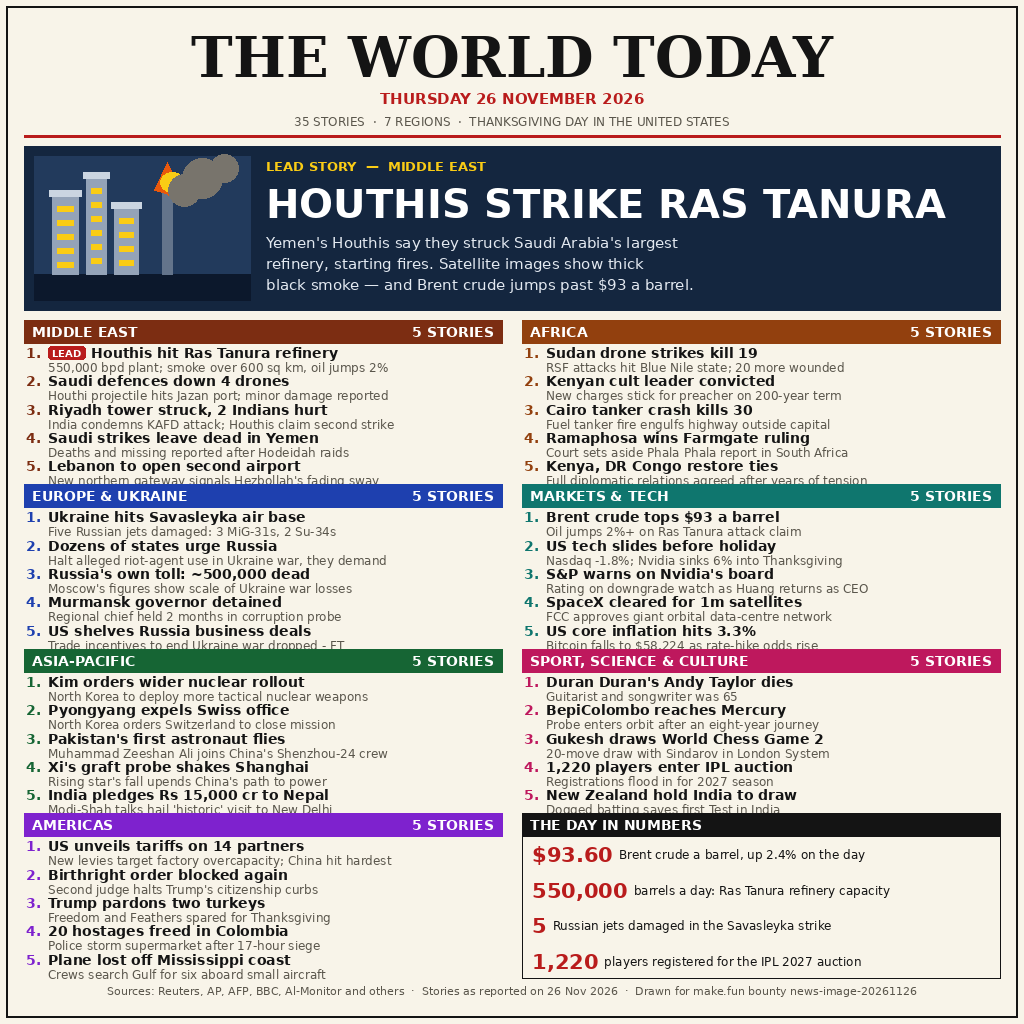 THE WORLD TODAY
THURSDAY 26 NOVEMBER 2026
35 STORIES · 7 REGIONS · THANKSGIVING DAY IN THE UNITED STATES
LEAD STORY — MIDDLE EAST
HOUTHIS STRIKE RAS TANURA
Yemen's Houthis say they struck Saudi Arabia's largest
refinery, starting fires. Satellite images show thick
black smoke — and Brent crude jumps past $93 a barrel.
MIDDLE EAST 5 STORIES
1. LEAD Houthis hit Ras Tanura refinery
550,000 bpd plant; smoke over 600 sq km, oil jumps 2%
2. Saudi defences down 4 drones
Houthi projectile hits Jazan port; minor damage reported
3. Riyadh tower struck, 2 Indians hurt
India condemns KAFD attack; Houthis claim second strike
4. Saudi strikes leave dead in Yemen
Deaths and missing reported after Hodeidah raids
5. Lebanon to open second airport
New northern gateway signals Hezbollah's fading sway
AFRICA 5 STORIES
1. Sudan drone strikes kill 19
RSF attacks hit Blue Nile state; 20 more wounded
2. Kenyan cult leader convicted
New charges stick for preacher on 200-year term
3. Cairo tanker crash kills 30
Fuel tanker fire engulfs highway outside capital
4. Ramaphosa wins Farmgate ruling
Court sets aside Phala Phala report in South Africa
5. Kenya, DR Congo restore ties
Full diplomatic relations agreed after years of tension
EUROPE & UKRAINE 5 STORIES
1. Ukraine hits Savasleyka air base
Five Russian jets damaged: 3 MiG-31s, 2 Su-34s
2. Dozens of states urge Russia
Halt alleged riot-agent use in Ukraine war, they demand
3. Russia's own toll: ~500,000 dead
Moscow's figures show scale of Ukraine war losses
4. Murmansk governor detained
Regional chief held 2 months in corruption probe
5. US shelves Russia business deals
Trade incentives to end Ukraine war dropped - FT
MARKETS & TECH 5 STORIES
1. Brent crude tops $93 a barrel
Oil jumps 2%+ on Ras Tanura attack claim
2. US tech slides before holiday
Nasdaq -1.8%; Nvidia sinks 6% into Thanksgiving
3. S&P warns on Nvidia's board
Rating on downgrade watch as Huang returns as CEO
4. SpaceX cleared for 1m satellites
FCC approves giant orbital data-centre network
5. US core inflation hits 3.3%
Bitcoin falls to $58,224 as rate-hike odds rise
ASIA-PACIFIC 5 STORIES
1. Kim orders wider nuclear rollout
North Korea to deploy more tactical nuclear weapons
2. Pyongyang expels Swiss office
North Korea orders Switzerland to close mission
3. Pakistan's first astronaut flies
Muhammad Zeeshan Ali joins China's Shenzhou-24 crew
4. Xi's graft probe shakes Shanghai
Rising star's fall upends China's path to power
5. India pledges Rs 15,000 cr to Nepal
Modi-Shah talks hail 'historic' visit to New Delhi
SPORT, SCIENCE & CULTURE 5 STORIES
1. Duran Duran's Andy Taylor dies
Guitarist and songwriter was 65
2. BepiColombo reaches Mercury
Probe enters orbit after an eight-year journey
3. Gukesh draws World Chess Game 2
20-move draw with Sindarov in London System
4. 1,220 players enter IPL auction
Registrations flood in for 2027 season
5. New Zealand hold India to draw
Dogged batting saves first Test in India
AMERICAS 5 STORIES
1. US unveils tariffs on 14 partners
New levies target factory overcapacity; China hit hardest
2. Birthright order blocked again
Second judge halts Trump's citizenship curbs
3. Trump pardons two turkeys
Freedom and Feathers spared for Thanksgiving
4. 20 hostages freed in Colombia
Police storm supermarket after 17-hour siege
5. Plane lost off Mississippi coast
Crews search Gulf for six aboard small aircraft
THE DAY IN NUMBERS
$93.60 Brent crude a barrel, up 2.4% on the day
550,000 barrels a day: Ras Tanura refinery capacity
5 Russian jets damaged in the Savasleyka strike
1,220 players registered for the IPL 2027 auction
Sources: Reuters, AP, AFP, BBC, Al-Monitor and others · Stories as reported on 26 Nov 2026 · Drawn for make.fun bounty news-image-20261126